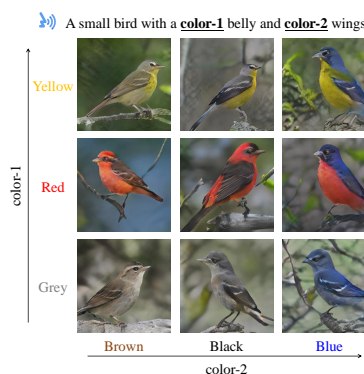 A small bird with a color-1 belly and color-2 wings
Yellow
Red
Grey
color-1
Brown Black Blue
color-2